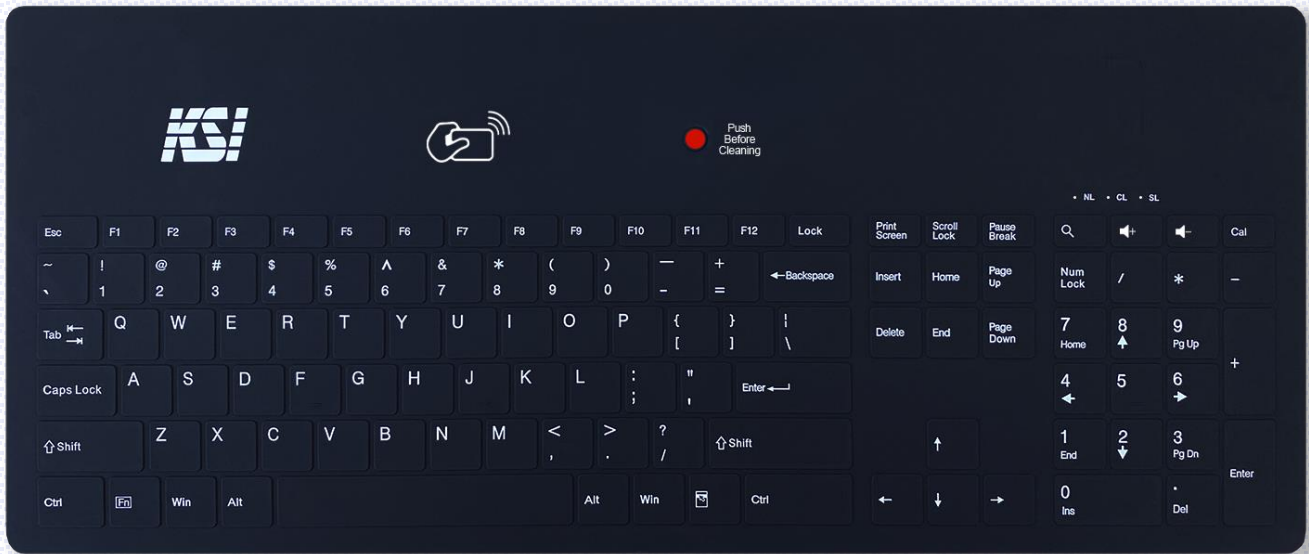 KSI
Push
Before
Cleaning
NL CL SL
Esc F1 F2 F3 F4 F5 F6 F7 F8 F9 F10 F11 F12 Lock
Print Screen Scroll Lock Pause Break + - Cal
~ ! @ # $ % ^ & * ( ) — + ←Backspace
` 1 2 3 4 5 6 7 8 9 0 - =
Insert Home Page Up Num Lock / * −
Tab Q W E R T Y U I O P { } ¦
[ ] \
Delete End Page Down 7 Home 8 ↑ 9 Pg Up +
Caps Lock A S D F G H J K L : " Enter
; '
4 ← 5 6 →
⇧ Shift Z X C V B N M < > ? ⇧ Shift
, . /
↑ 1 End 2 ↓ 3 Pg Dn Enter
Ctrl Fn Win Alt Alt Win Ctrl
← ↓ → 0 Ins . Del